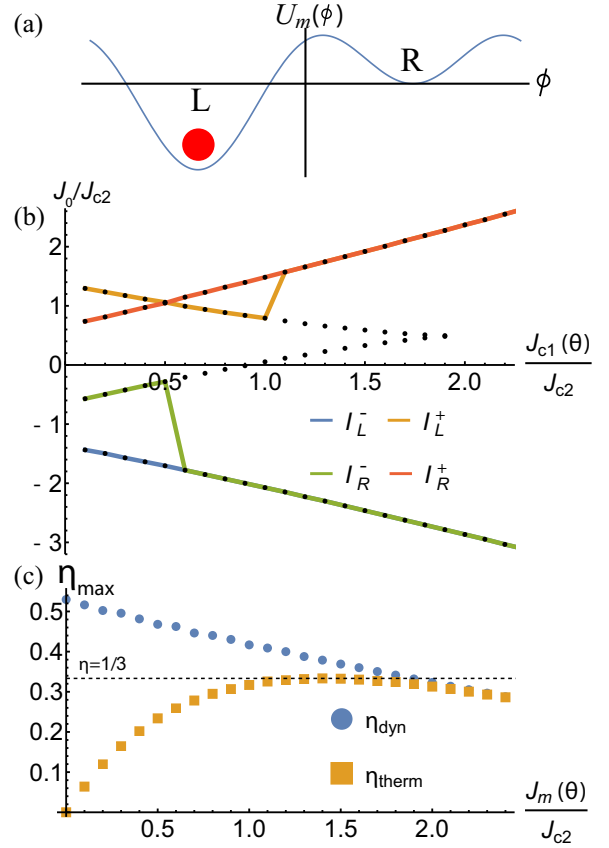 (a)
U_m(ϕ)
L
R
ϕ
(b)
J_0/J_c2
2
1
0
-1
-2
-3
0.5
1.0
1.5
2.0
J_c1(θ)
J_c2
I_L^-
I_L^+
I_R^-
I_R^+
(c)
η_max
0.5
0.4
0.3
0.2
0.1
η=1/3
η_dyn
η_therm
0.5
1.0
1.5
2.0
J_m(θ)
J_c2